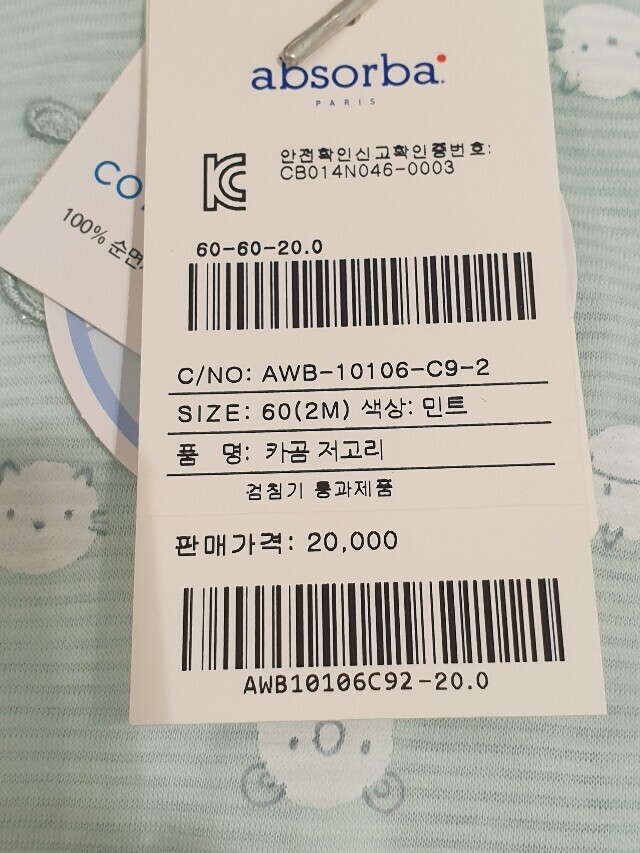 absorba.
PARIS
안전확인신고확인증번호:
CB014N046-0003
100% 순면
60-60-20.0
C/NO: AWB-10106-C9-2
SIZE: 60(2M) 색상: 민트
품 명: 카곰 저고리
검침기 통과제품
판매가격: 20,000
AWB10106C92-20.0